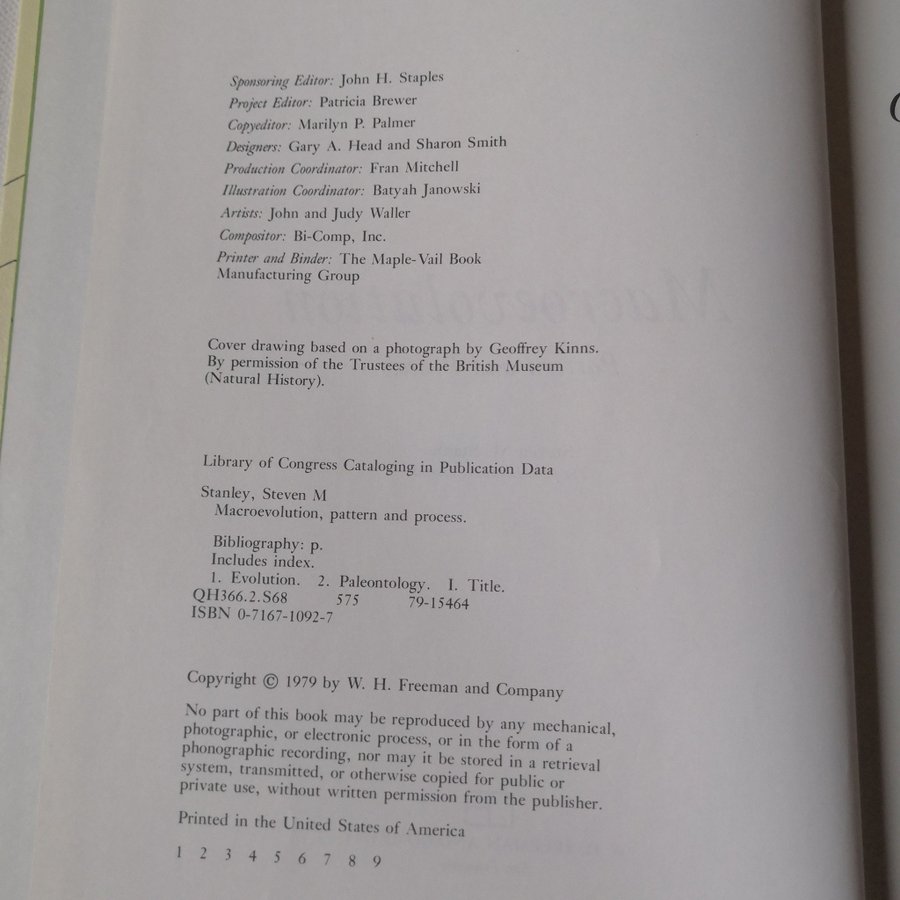 Sponsoring Editor: John H. Staples
Project Editor: Patricia Brewer
Copyeditor: Marilyn P. Palmer
Designers: Gary A. Head and Sharon Smith
Production Coordinator: Fran Mitchell
Illustration Coordinator: Batyah Janowski
Artists: John and Judy Waller
Compositor: Bi-Comp, Inc.
Printer and Binder: The Maple-Vail Book
Manufacturing Group
Cover drawing based on a photograph by Geoffrey Kinns.
By permission of the Trustees of the British Museum
(Natural History).
Library of Congress Cataloging in Publication Data
Stanley, Steven M
Macroevolution, pattern and process.
Bibliography: p.
Includes index.
1. Evolution. 2. Paleontology. I. Title.
QH366.2.S68 575 79-15464
ISBN 0-7167-1092-7
Copyright © 1979 by W. H. Freeman and Company
No part of this book may be reproduced by any mechanical,
photographic, or electronic process, or in the form of a
phonographic recording, nor may it be stored in a retrieval
system, transmitted, or otherwise copied for public or
private use, without written permission from the publisher.
Printed in the United States of America
1 2 3 4 5 6 7 8 9